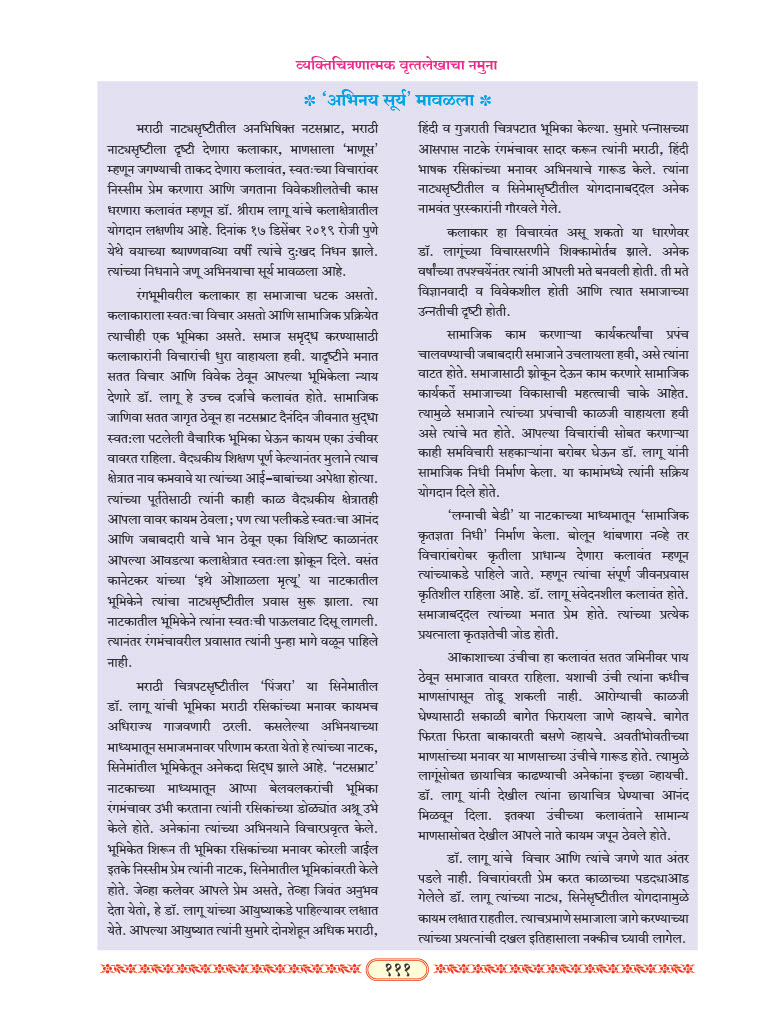 व्यक्तिचित्रणात्मक वृत्तलेखाचा नमुना
* ‘अभिनय सूर्य’ मावळला *
मराठी नाट्यसृष्टीतील अनभिषिक्त नटसम्राट, मराठी
नाट्यसृष्टीला दृष्टी देणारा कलाकार, माणसाला ‘माणूस’
म्हणून जगण्याची ताकद देणारा कलावंत, स्वतःच्या विचारांवर
निस्सीम प्रेम करणारा आणि जगताना विवेकशीलतेची कास
धरणारा कलावंत म्हणून डॉ. श्रीराम लागू यांचे कलाक्षेत्रातील
योगदान लक्षणीय आहे. दिनांक १७ डिसेंबर २०१९ रोजी पुणे
येथे वयाच्या ब्याण्णवाव्या वर्षी त्यांचे दुःखद निधन झाले.
त्यांच्या निधनाने जणू अभिनयाचा सूर्य मावळला आहे.
रंगभूमीवरील कलाकार हा समाजाचा घटक असतो.
कलाकाराला स्वतःचा विचार असतो आणि सामाजिक प्रक्रियेत
त्याचीही एक भूमिका असते. समाज समृद्ध करण्यासाठी
कलाकारांनी विचारांची धुरा वाहायला हवी. यादृष्टीने मनात
सतत विचार आणि विवेक ठेवून आपल्या भूमिकेला न्याय
देणारे डॉ. लागू हे उच्च दर्जाचे कलावंत होते. सामाजिक
जाणिवा सतत जागृत ठेवून हा नटसम्राट दैनंदिन जीवनात सुद्धा
स्वतःला पटलेली वैचारिक भूमिका घेऊन कायम एका उंचीवर
वावरत राहिला. वैद्यकीय शिक्षण पूर्ण केल्यानंतर मुलाने त्याच
क्षेत्रात नाव कमवावे या त्यांच्या आई-बाबांच्या अपेक्षा होत्या.
त्यांच्या पूर्ततेसाठी त्यांनी काही काळ वैद्यकीय क्षेत्रातही
आपला वावर कायम ठेवला; पण त्या पलीकडे स्वतःचा आनंद
आणि जबाबदारी याचे भान ठेवून एका विशिष्ट काळानंतर
आपल्या आवडत्या कलाक्षेत्रात स्वतःला झोकून दिले. वसंत
कानेटकर यांच्या ‘इथे ओशाळला मृत्यू’ या नाटकातील
भूमिकेने त्यांचा नाट्यसृष्टीतील प्रवास सुरू झाला. त्या
नाटकातील भूमिकेने त्यांना स्वतःची पाऊलवाट दिसू लागली.
त्यानंतर रंगमंचावरील प्रवासात त्यांनी पुन्हा मागे वळून पाहिले
नाही.
मराठी चित्रपटसृष्टीतील ‘पिंजरा’ या सिनेमातील
डॉ. लागू यांची भूमिका मराठी रसिकांच्या मनावर कायमच
अधिराज्य गाजवणारी ठरली. कसलेल्या अभिनयाच्या
माध्यमातून समाजमनावर परिणाम करता येतो हे त्यांच्या नाटक,
सिनेमांतील भूमिकेतून अनेकदा सिद्ध झाले आहे. ‘नटसम्राट’
नाटकाच्या माध्यमातून आप्पा बेलवलकरांची भूमिका
रंगमंचावर उभी करताना त्यांनी रसिकांच्या डोळ्यांत अश्रू उभे
केले होते. अनेकांना त्यांच्या अभिनयाने विचारप्रवृत्त केले.
भूमिकेत शिरून ती भूमिका रसिकांच्या मनावर कोरली जाईल
इतके निस्सीम प्रेम त्यांनी नाटक, सिनेमातील भूमिकांवरती केले
होते. जेव्हा कलेवर आपले प्रेम असते, तेव्हा जिवंत अनुभव
देता येतो, हे डॉ. लागू यांच्या आयुष्याकडे पाहिल्यावर लक्षात
येते. आपल्या आयुष्यात त्यांनी सुमारे दोनशेहून अधिक मराठी,
हिंदी व गुजराती चित्रपटात भूमिका केल्या. सुमारे पन्नासच्या
आसपास नाटके रंगमंचावर सादर करून त्यांनी मराठी, हिंदी
भाषक रसिकांच्या मनावर अभिनयाचे गारूड केले. त्यांना
नाट्यसृष्टीतील व सिनेमासृष्टीतील योगदानाबद्दल अनेक
नामवंत पुरस्कारांनी गौरवले गेले.
कलाकार हा विचारवंत असू शकतो या धारणेवर
डॉ. लागूंच्या विचारसरणीने शिक्कामोर्तब झाले. अनेक
वर्षांच्या तपश्चर्येनंतर त्यांनी आपली मते बनवली होती. ती मते
विज्ञानवादी व विवेकशील होती आणि त्यात समाजाच्या
उन्नतीची दृष्टी होती.
सामाजिक काम करणाऱ्या कार्यकर्त्यांचा प्रपंच
चालवण्याची जबाबदारी समाजाने उचलायला हवी, असे त्यांना
वाटत होते. समाजासाठी झोकून देऊन काम करणारे सामाजिक
कार्यकर्ते समाजाच्या विकासाची महत्त्वाची चाके आहेत.
त्यामुळे समाजाने त्यांच्या प्रपंचाची काळजी वाहायला हवी
असे त्यांचे मत होते. आपल्या विचारांची सोबत करणाऱ्या
काही समविचारी सहकाऱ्यांना बरोबर घेऊन डॉ. लागू यांनी
सामाजिक निधी निर्माण केला. या कामांमध्ये त्यांनी सक्रिय
योगदान दिले होते.
‘लग्नाची बेडी’ या नाटकाच्या माध्यमातून ‘सामाजिक
कृतज्ञता निधी’ निर्माण केला. बोलून थांबणारा नव्हे तर
विचारांबरोबर कृतीला प्राधान्य देणारा कलावंत म्हणून
त्यांच्याकडे पाहिले जाते. म्हणून त्यांचा संपूर्ण जीवनप्रवास
कृतिशील राहिला आहे. डॉ. लागू संवेदनशील कलावंत होते.
समाजाबद्दल त्यांच्या मनात प्रेम होते. त्यांच्या प्रत्येक
प्रयत्नाला कृतज्ञतेची जोड होती.
आकाशाच्या उंचीचा हा कलावंत सतत जमिनीवर पाय
ठेवून समाजात वावरत राहिला. यशाची उंची त्यांना कधीच
माणसांपासून तोडू शकली नाही. आरोग्याची काळजी
घेण्यासाठी सकाळी बागेत फिरायला जाणे व्हायचे. बागेत
फिरता फिरता बाकावरती बसणे व्हायचे. अवतीभोवतीच्या
माणसांच्या मनावर या माणसाच्या उंचीचे गारूड होते. त्यामुळे
लागूंसोबत छायाचित्र काढण्याची अनेकांना इच्छा व्हायची.
डॉ. लागू यांनी देखील त्यांना छायाचित्र घेण्याचा आनंद
मिळवून दिला. इतक्या उंचीच्या कलावंताने सामान्य
माणसासोबत देखील आपले नाते कायम जपून ठेवले होते.
डॉ. लागू यांचे विचार आणि त्यांचे जगणे यात अंतर
पडले नाही. विचारांवरती प्रेम करत काळाच्या पडद्याआड
गेलेले डॉ. लागू त्यांच्या नाट्य, सिनेसृष्टीतील योगदानामुळे
कायम लक्षात राहतील. त्याचप्रमाणे समाजाला जागे करण्याच्या
त्यांच्या प्रयत्नांची दखल इतिहासाला नक्कीच घ्यावी लागेल.
१११